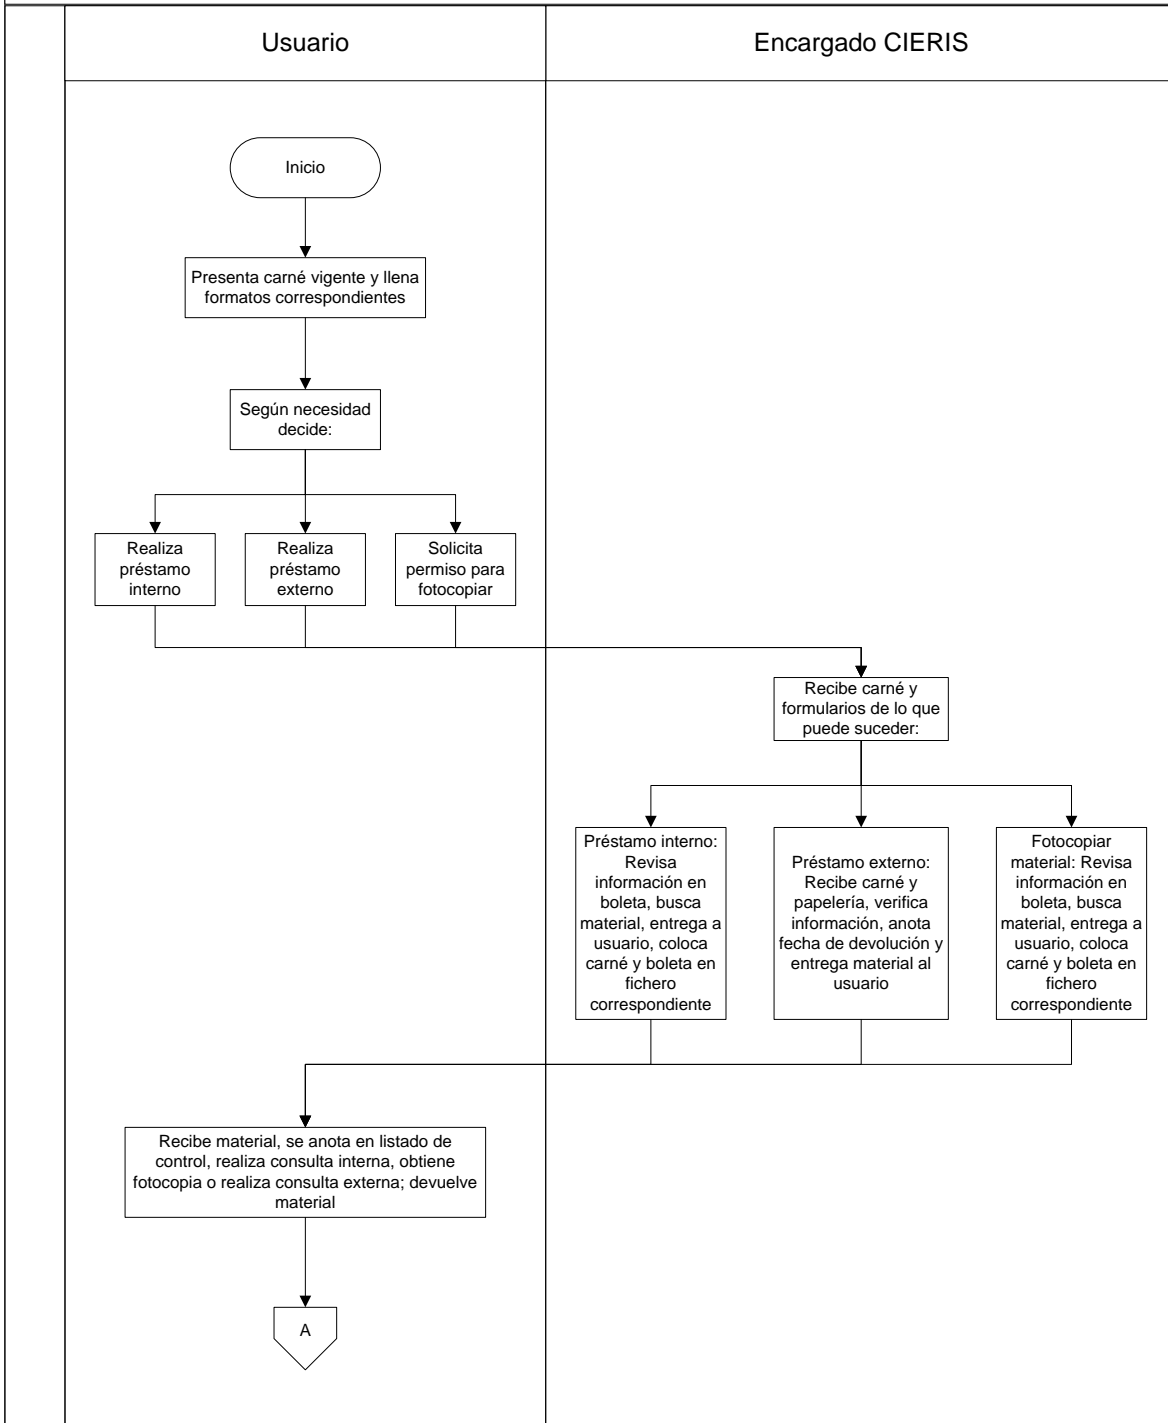 Usuario
Encargado CIERIS
Inicio
Presenta carné vigente y llena
formatos correspondientes
Según necesidad
decide:
Realiza
préstamo
interno
Realiza
préstamo
externo
Solicita
permiso para
fotocopiar
Recibe carné y
formularios de lo que
puede suceder:
Préstamo interno:
Revisa
información en
boleta, busca
material, entrega a
usuario, coloca
carné y boleta en
fichero
correspondiente
Préstamo externo:
Recibe carné y
papelería, verifica
información, anota
fecha de devolución y
entrega material al
usuario
Fotocopiar
material: Revisa
información en
boleta, busca
material, entrega a
usuario, coloca
carné y boleta en
fichero
correspondiente
Recibe material, se anota en listado de
control, realiza consulta interna, obtiene
fotocopia o realiza consulta externa; devuelve
material
A